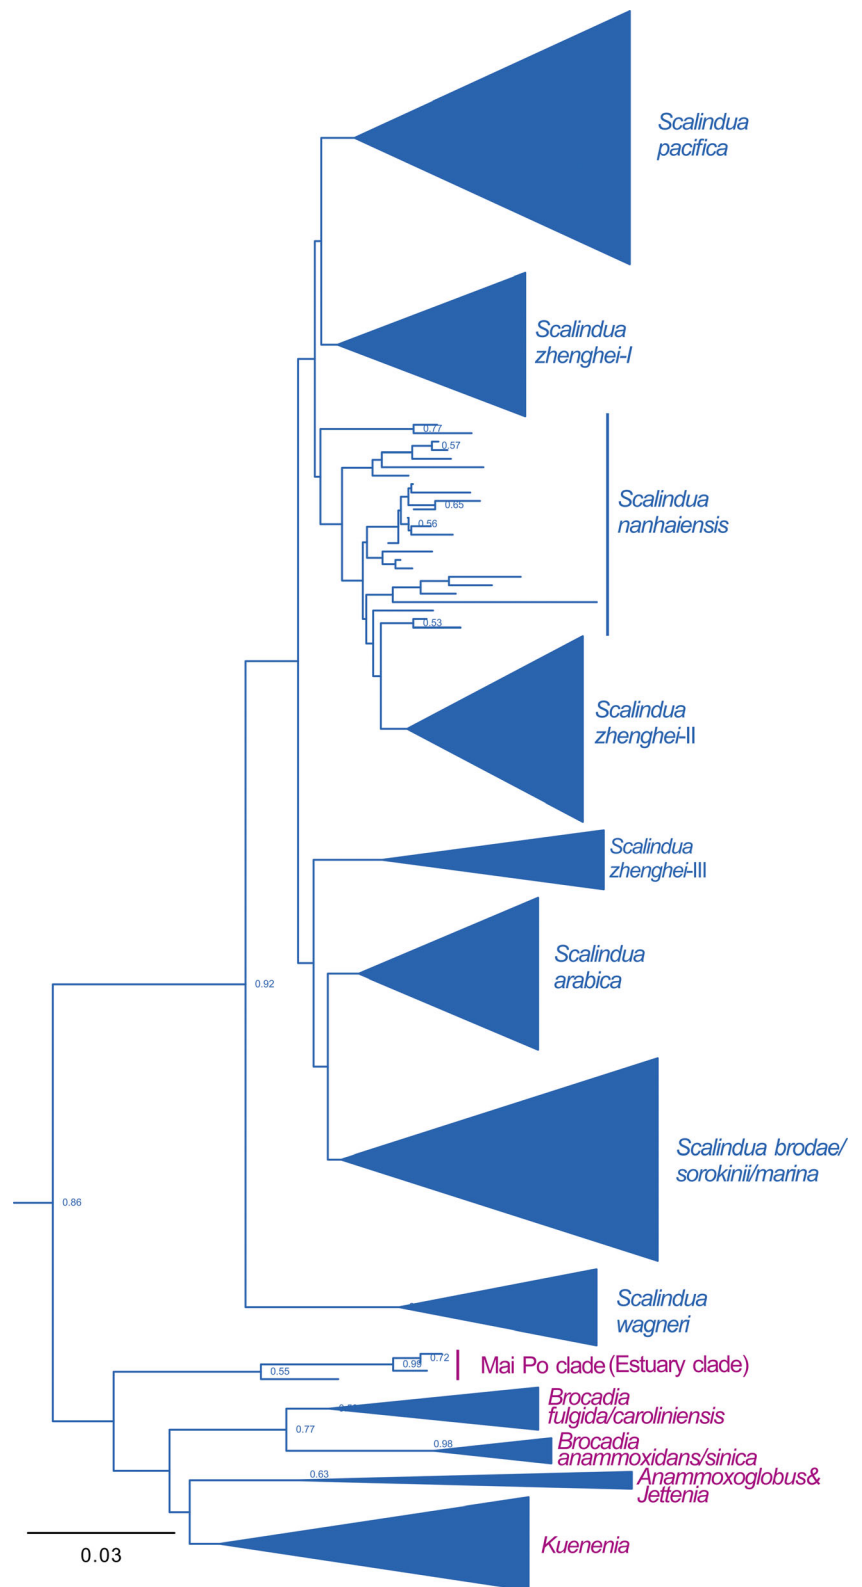 Scalindua
pacifica
Scalindua
zhenghei-I
0.77
0.57
Scalindua
nanhaiensis
0.65
0.56
0.53
Scalindua
zhenghei-II
Scalindua
zhenghei-III
Scalindua
arabica
0.92
Scalindua brodae/
sorokinii/marina
0.86
Scalindua
wagneri
0.72
0.99
0.55
Mai Po clade (Estuary clade)
Brocadia
fulgida/caroliniensis
0.77
Brocadia
anammoxidans/sinica
0.98
0.63
Anammoxoglobus&
Jettenia
Kuenenia
0.03